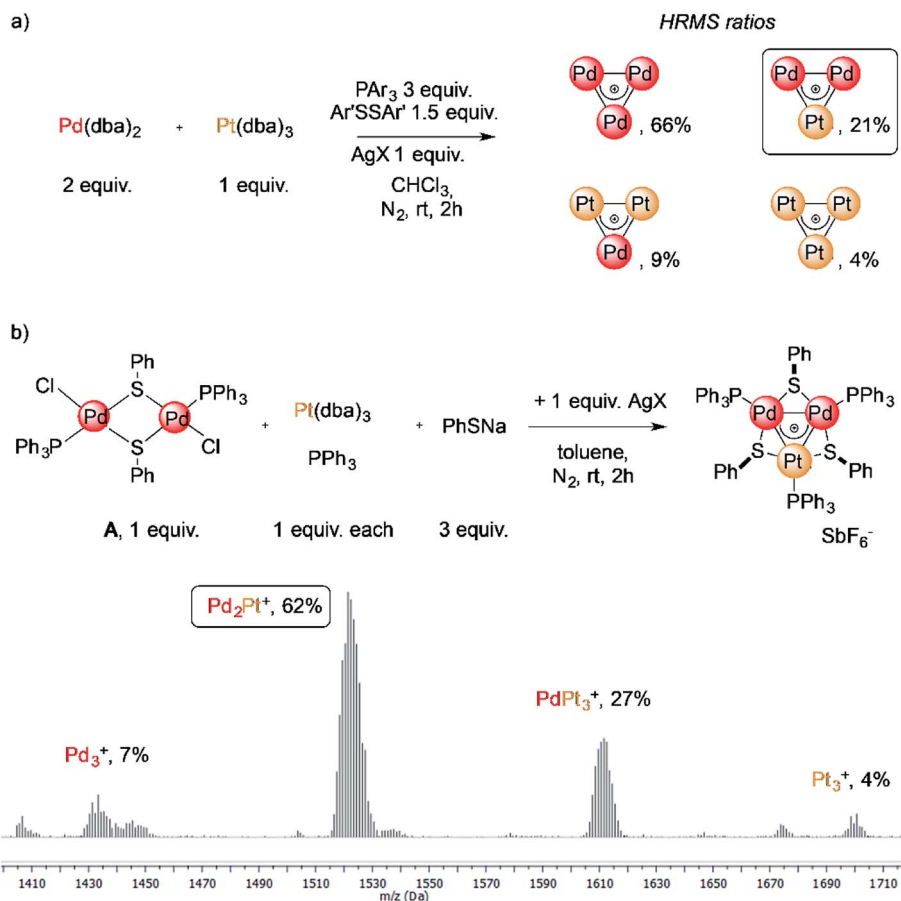 a)
HRMS ratios
Pd(dba)2 + Pt(dba)3
2 equiv. 1 equiv.
PAr3 3 equiv.
Ar'SSAr' 1.5 equiv.
AgX 1 equiv.
CHCl3,
N2, rt, 2h
Pd Pd
Pd , 66%
Pd Pd
Pt , 21%
Pt Pt
Pd , 9%
Pt Pt
Pt , 4%
b)
Ph
Cl S PPh3
Pd Pd
Ph3P S Cl
Ph
+
Pt(dba)3
PPh3
+ PhSNa
+ 1 equiv. AgX
toluene,
N2, rt, 2h
Ph
S
Ph3P PPh3
Pd Pd
S Pt S
Ph Ph
PPh3
SbF6-
A, 1 equiv. 1 equiv. each 3 equiv.
Pd2Pt+, 62%
PdPt3+, 27%
Pd3+, 7%
Pt3+, 4%
1410 1430 1450 1470 1490 1510 1530 1550 1570 1590 1610 1630 1650 1670 1690 1710
m/z (Da)